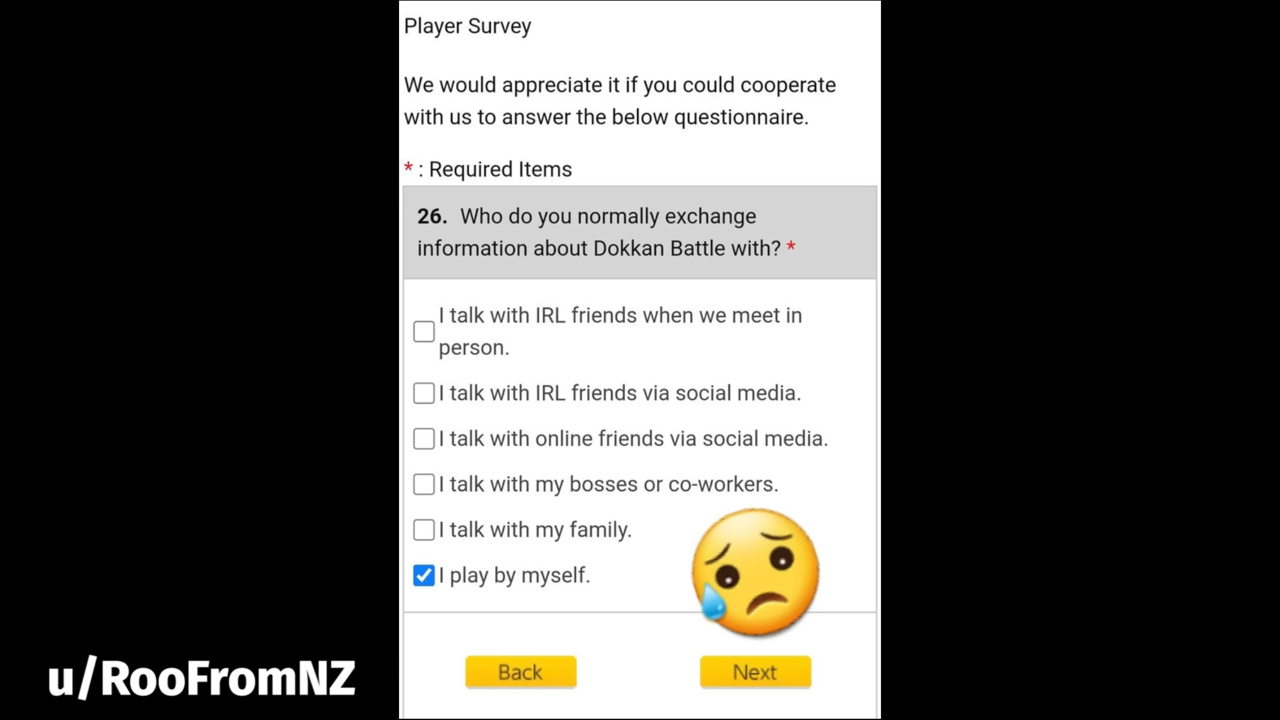 Player Survey
We would appreciate it if you could cooperate
with us to answer the below questionnaire.
* : Required Items
26. Who do you normally exchange
information about Dokkan Battle with? *
I talk with IRL friends when we meet in
person.
I talk with IRL friends via social media.
I talk with online friends via social media.
I talk with my bosses or co-workers.
I talk with my family.
I play by myself.
Back
Next
u/RooFromNZ